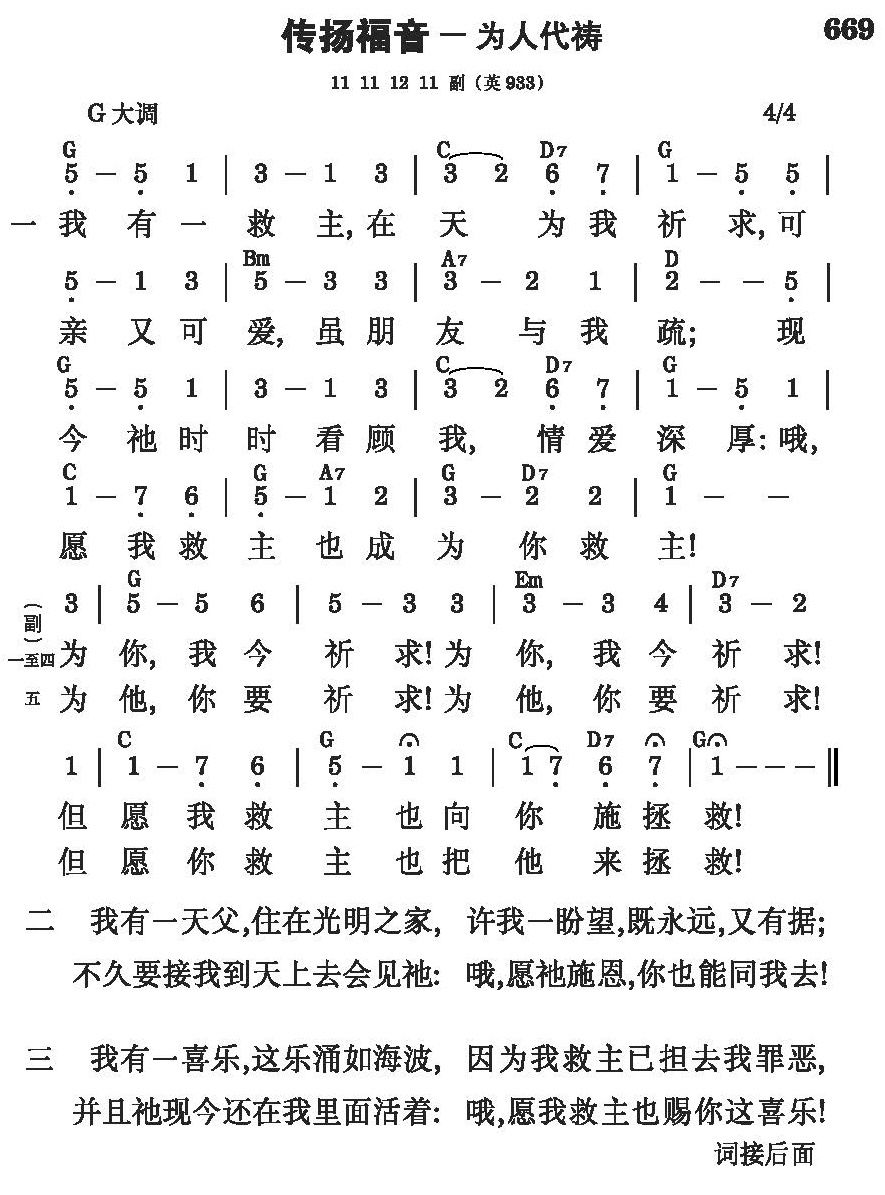 传扬福音 — 为人代祷 669
11 11 12 11 副（英933）
G大调 4/4
G C D7 G
5 – 5 1 | 3 – 1 3 | 3 2 6 7 | 1 – 5 5 |
一 我 有 一 救 主, 在 天 为 我 祈 求, 可
Bm A7 D
5 – 1 3 | 5 – 3 3 | 3 – 2 1 | 2 – – 5 |
亲 又 可 爱, 虽 朋 友 与 我 疏; 现
G C D7 G
5 – 5 1 | 3 – 1 3 | 3 2 6 7 | 1 – 5 1 |
今 祂 时 时 看 顾 我, 情 爱 深 厚: 哦,
C G A7 G D7 G
1 – 7 6 | 5 – 1 2 | 3 – 2 2 | 1 – –
愿 我 救 主 也 成 为 你 救 主!
G Em D7
3 | 5 – 5 6 | 5 – 3 3 | 3 – 3 4 | 3 – 2
(副) 一至四 为 你, 我 今 祈 求! 为 你, 我 今 祈 求!
五 为 他, 你 要 祈 求! 为 他, 你 要 祈 求!
C G C D7 G
1 | 1 – 7 6 | 5 – 1 1 | 1 7 6 7 | 1 – – – ‖
但 愿 我 救 主 也 向 你 施 拯 救!
但 愿 你 救 主 也 把 他 来 拯 救!
二 我有一天父,住在光明之家, 许我一盼望,既永远,又有据;
不久要接我到天上去会见祂: 哦,愿祂施恩,你也能同我去!
三 我有一喜乐,这乐涌如海波, 因为我救主已担去我罪恶,
并且祂现今还在我里面活着: 哦,愿我救主也赐你这喜乐!
词接后面